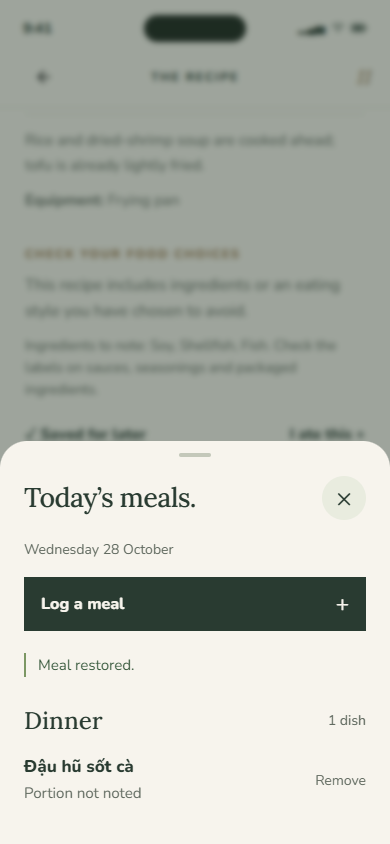 9:41
THE RECIPE
Rice and dried-shrimp soup are cooked ahead;
tofu is already lightly fried.
Equipment: Frying pan
CHECK YOUR FOOD CHOICES
This recipe includes ingredients or an eating
style you have chosen to avoid.
Ingredients to note: Soy, Shellfish, Fish. Check the
labels on sauces, seasonings and packaged
ingredients.
✓ Saved for later I ate this +
Today’s meals.
Wednesday 28 October
Log a meal +
Meal restored.
Dinner 1 dish
Đậu hũ sốt cà
Portion not noted
Remove